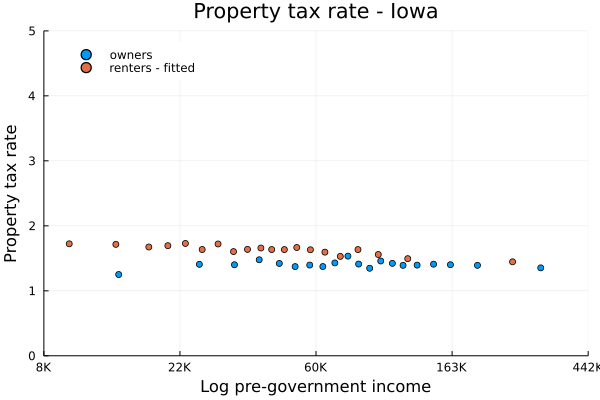 Property tax rate - Iowa
owners
renters - fitted
5
4
3
2
1
0
Property tax rate
8K 22K 60K 163K 442K
Log pre-government income